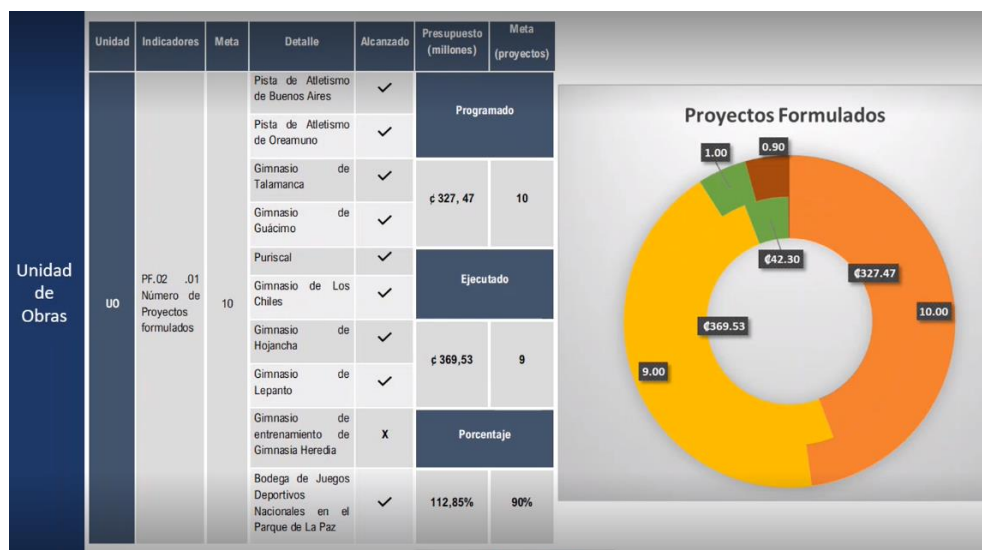 Unidad
de
Obras
Unidad
Indicadores
Meta
Detalle
Alcanzado
Presupuesto
(millones)
Meta
(proyectos)
UO
PF.02 .01
Número de
Proyectos
formulados
10
Pista de Atletismo
de Buenos Aires
✓
Pista de Atletismo
de Oreamuno
✓
Gimnasio de
Talamanca
✓
Gimnasio de
Guácimo
✓
Puriscal
✓
Gimnasio de Los
Chiles
✓
Gimnasio de
Hojancha
✓
Gimnasio de
Lepanto
✓
Gimnasio de
entrenamiento de
Gimnasia Heredia
X
Bodega de Juegos
Deportivos
Nacionales en el
Parque de La Paz
✓
Programado
¢ 327, 47
10
Ejecutado
¢ 369,53
9
Porcentaje
112,85%
90%
Proyectos Formulados
1.00
0.90
₡42.30
₡327.47
10.00
₡369.53
9.00